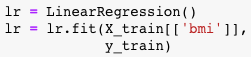 lr = LinearRegression()
lr = lr.fit(X_train[['bmi']],
            y_train)